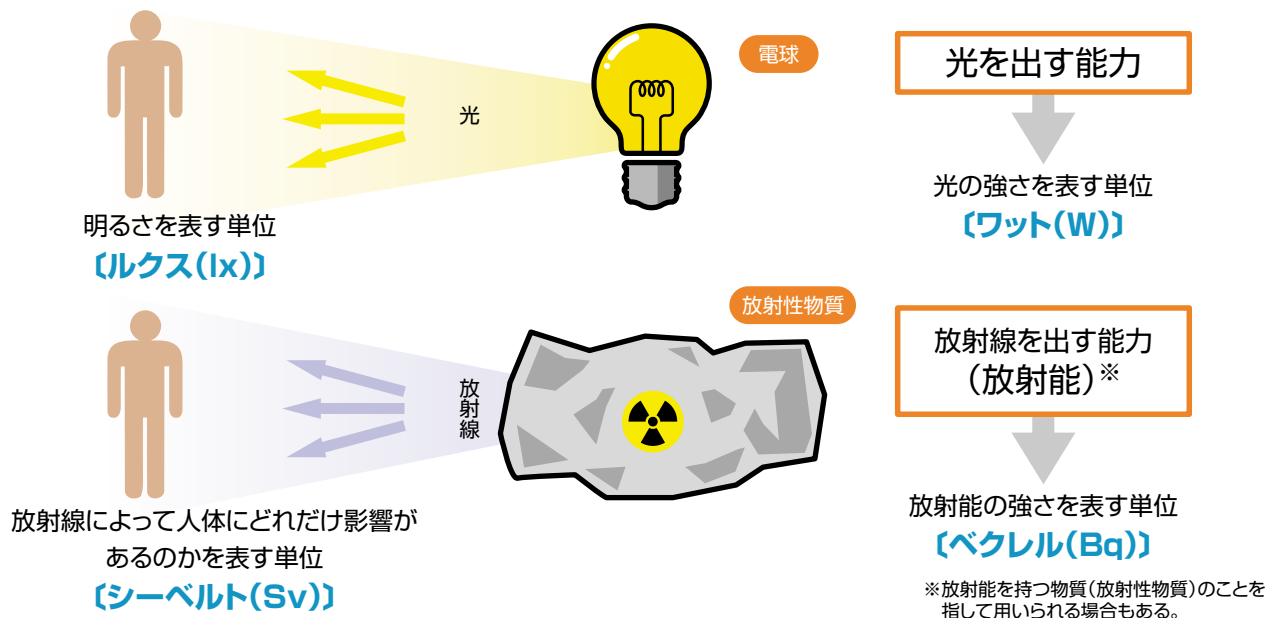 電球
光を出す能力
光
光の強さを表す単位
〔ワット(W)〕
明るさを表す単位
〔ルクス(lx)〕
放射性物質
放射線を出す能力
(放射能)※
放射線
放射能の強さを表す単位
〔ベクレル(Bq)〕
放射線によって人体にどれだけ影響が
あるのかを表す単位
〔シーベルト(Sv)〕
※放射能を持つ物質(放射性物質)のことを
指して用いられる場合もある。